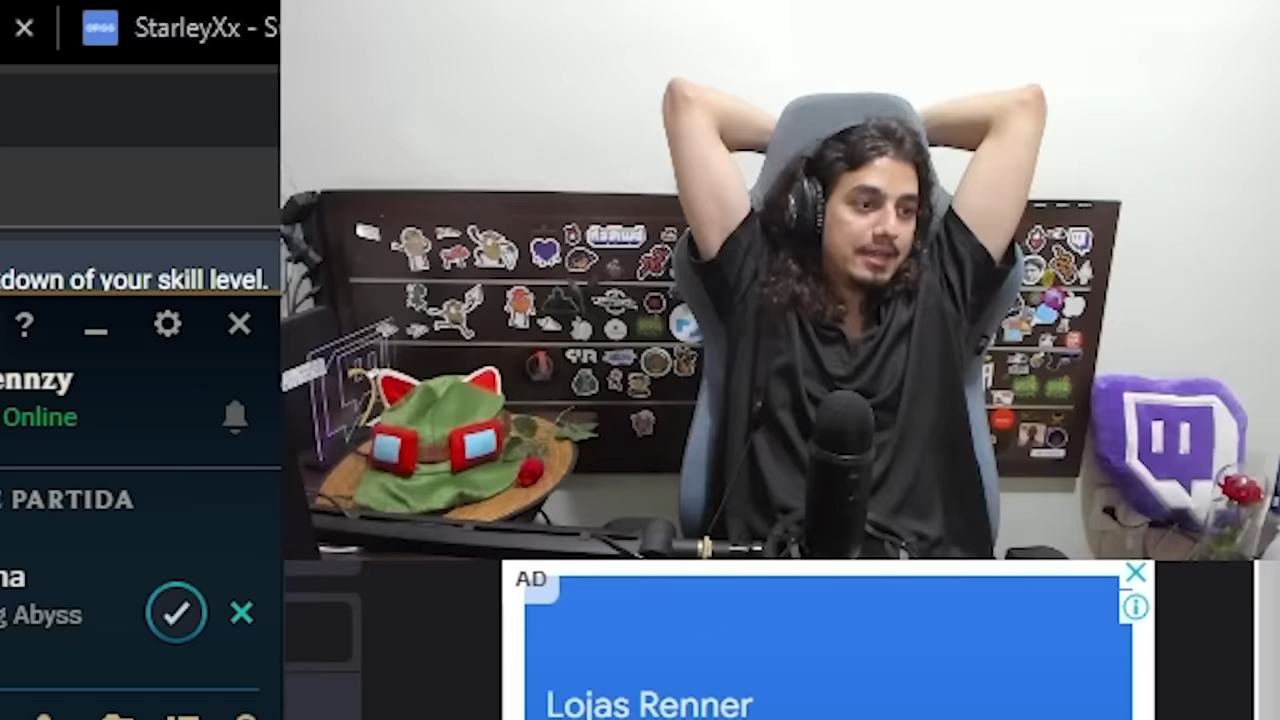 StarleyXx - S
down of your skill level.
?
ennzy
Online
PARTIDA
na
g Abyss
AD
Lojas Renner